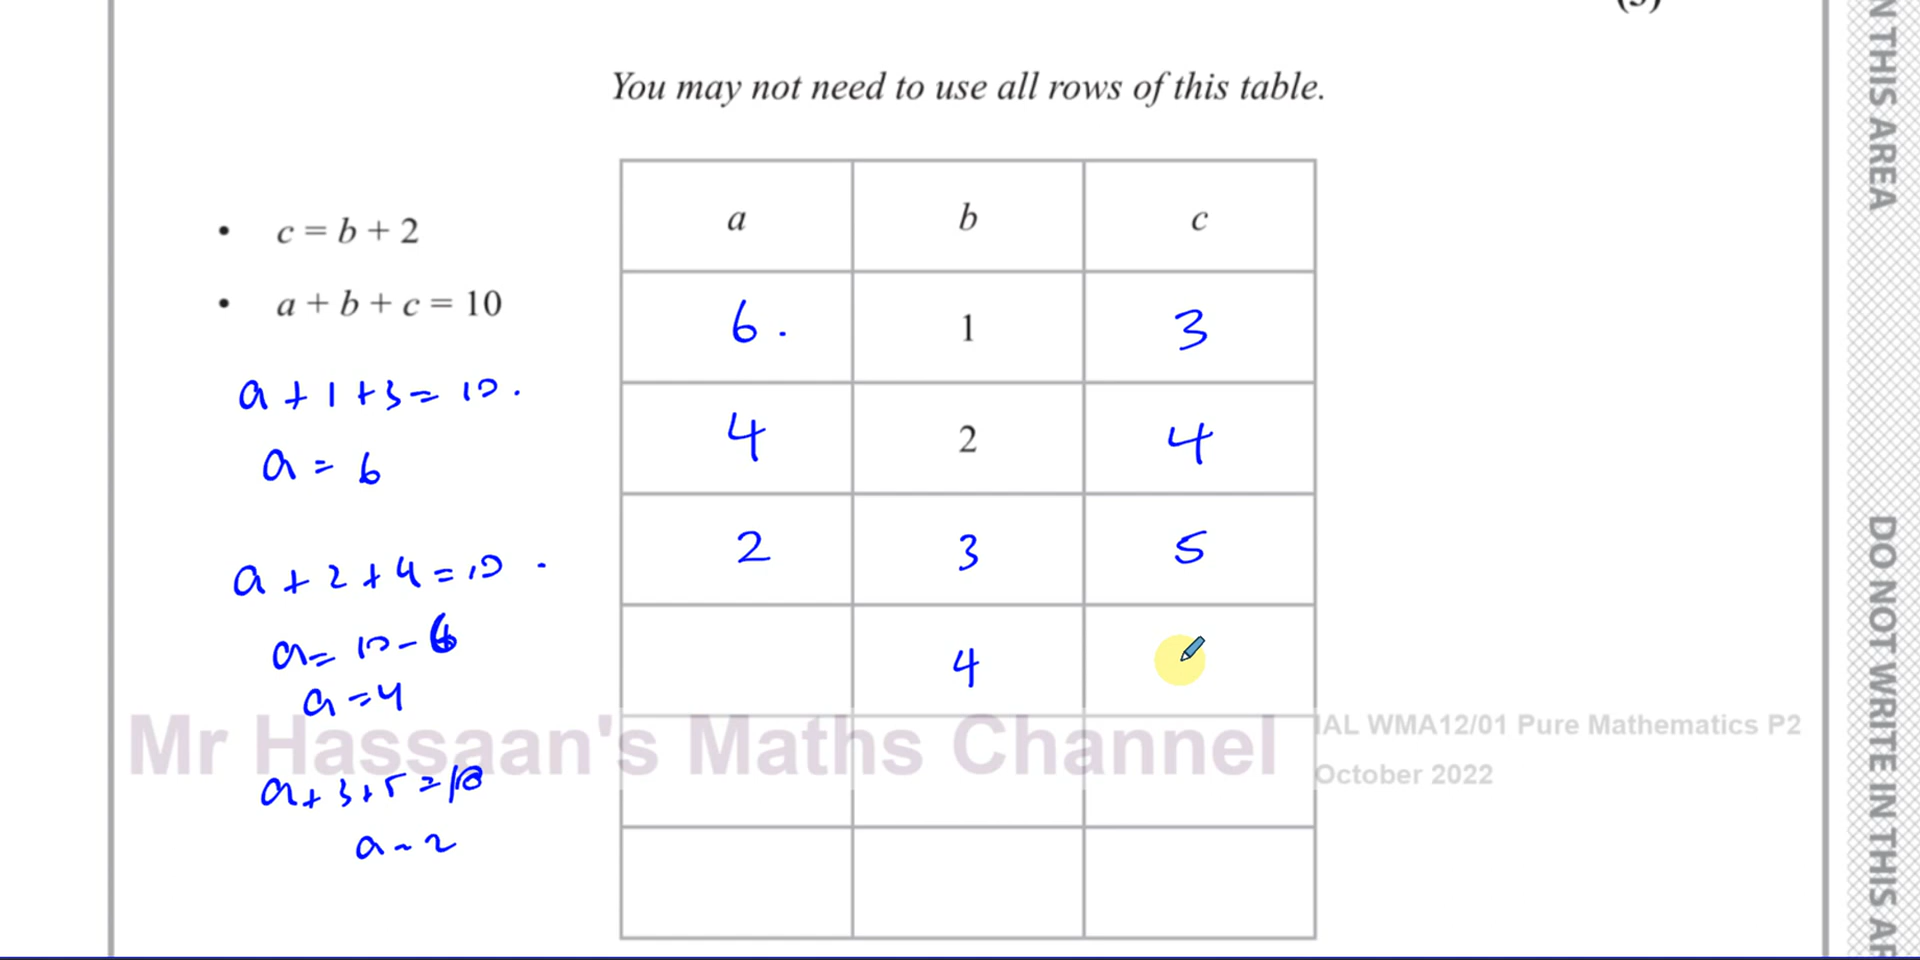 (3)
You may not need to use all rows of this table.
• c = b + 2
• a + b + c = 10
a + 1 + 3 = 10.
a = 6
a + 2 + 4 = 10.
a = 10 - 6
a = 4
a + 3 + 5 = 10
a = 2
a b c
6. 1 3
4 2 4
2 3 5
4
Mr Hassaan's Maths Channel
IAL WMA12/01 Pure Mathematics P2
October 2022
N THIS AREA
DO NOT WRITE IN THIS AR